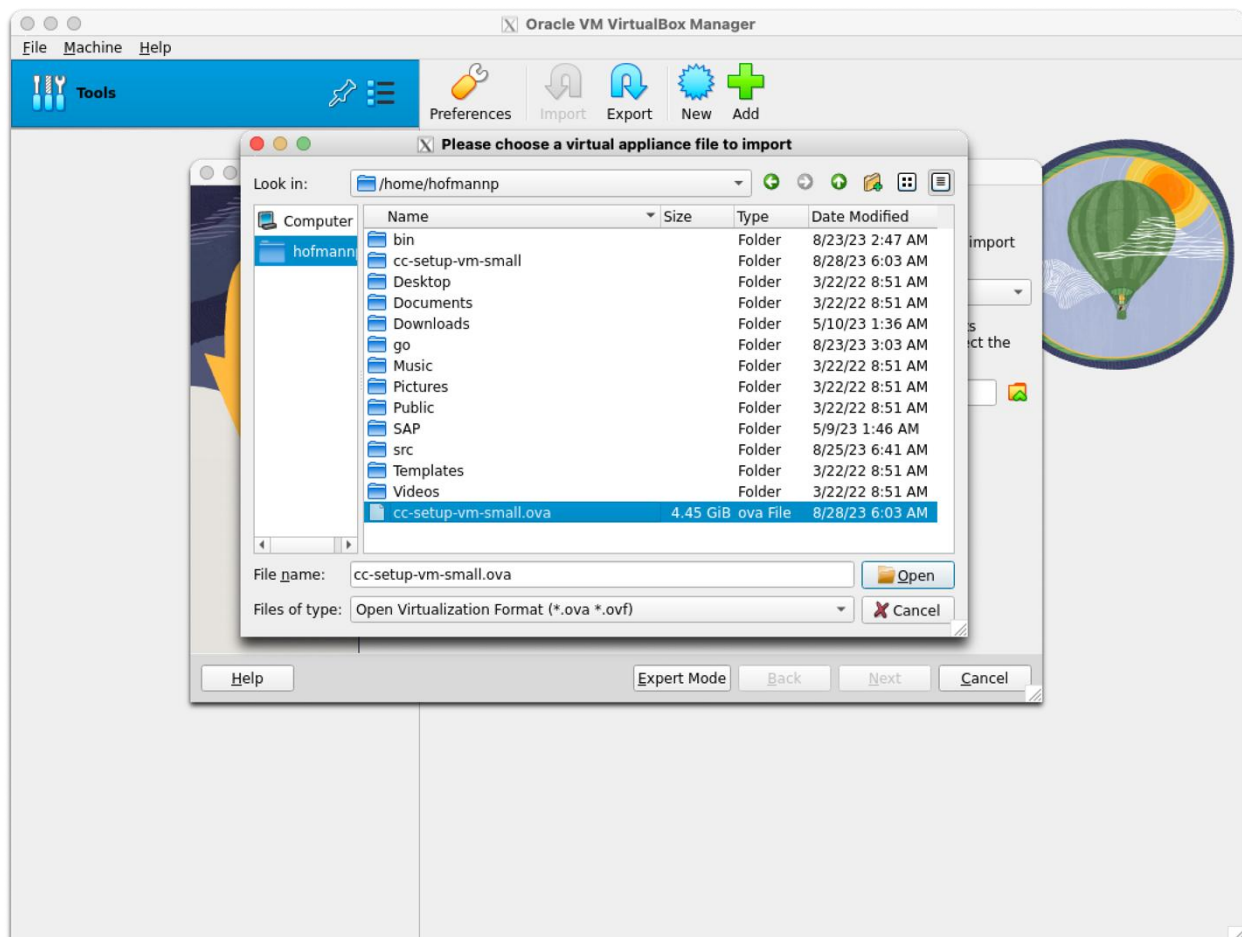 Oracle VM VirtualBox Manager
File Machine Help
Tools
Preferences Import Export New Add
Please choose a virtual appliance file to import
Look in: /home/hofmannp
Computer
hofmannp
Name Size Type Date Modified
bin Folder 8/23/23 2:47 AM
cc-setup-vm-small Folder 8/28/23 6:03 AM
Desktop Folder 3/22/22 8:51 AM
Documents Folder 3/22/22 8:51 AM
Downloads Folder 5/10/23 1:36 AM
go Folder 8/23/23 3:03 AM
Music Folder 3/22/22 8:51 AM
Pictures Folder 3/22/22 8:51 AM
Public Folder 3/22/22 8:51 AM
SAP Folder 5/9/23 1:46 AM
src Folder 8/25/23 6:41 AM
Templates Folder 3/22/22 8:51 AM
Videos Folder 3/22/22 8:51 AM
cc-setup-vm-small.ova 4.45 GiB ova File 8/28/23 6:03 AM
File name: cc-setup-vm-small.ova Open
Files of type: Open Virtualization Format (*.ova *.ovf) Cancel
import
the
Help Expert Mode Back Next Cancel